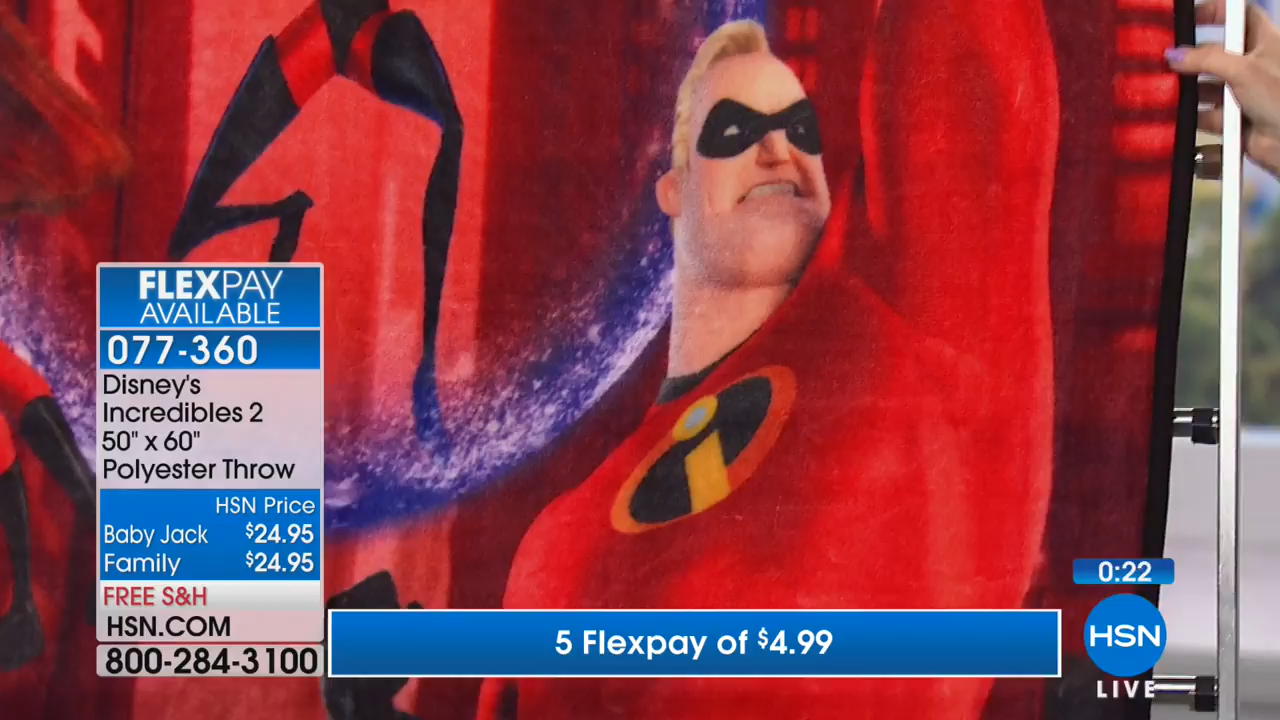 FLEXPAY
AVAILABLE
077-360
Disney's
Incredibles 2
50" x 60"
Polyester Throw
HSN Price
Baby Jack $24.95
Family $24.95
FREE S&H
HSN.COM
800-284-3100
5 Flexpay of $4.99
0:22
HSN
LIVE